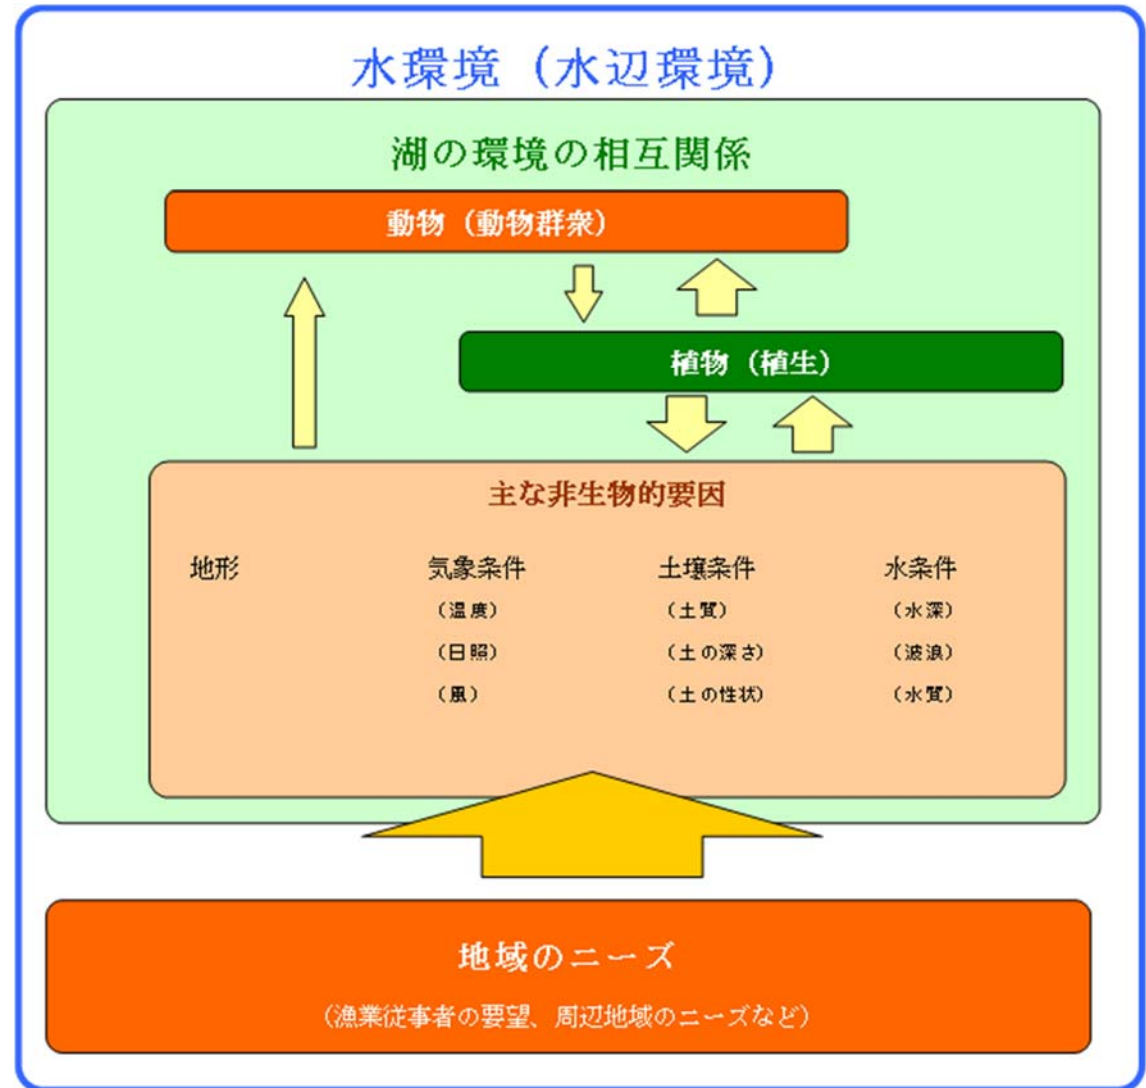 水環境（水辺環境）
湖の環境の相互関係
動物（動物群衆）
植物（植生）
主な非生物的要因
地形 気象条件 土壌条件 水条件
（温度） （土質） （水深）
（日照） （土の深さ） （波浪）
（風） （土の性状） （水質）
地域のニーズ
（漁業従事者の要望、周辺地域のニーズなど）